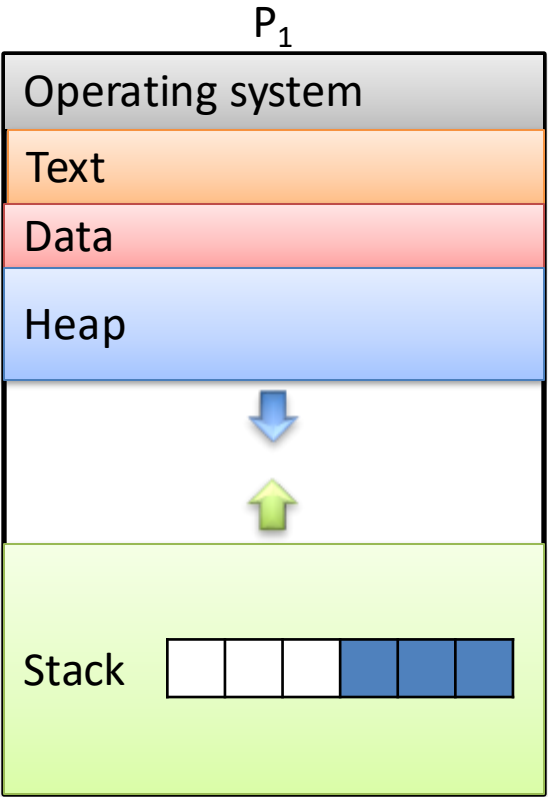 P₁
Operating system
Text
Data
Heap
Stack